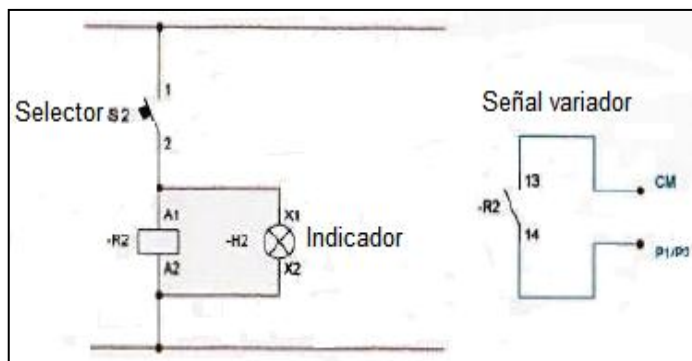 Selector S2
1
2
A1
-R2
A2
X1
-H2
X2
Indicador
Señal variador
13
-R2
14
CM
P1/P3